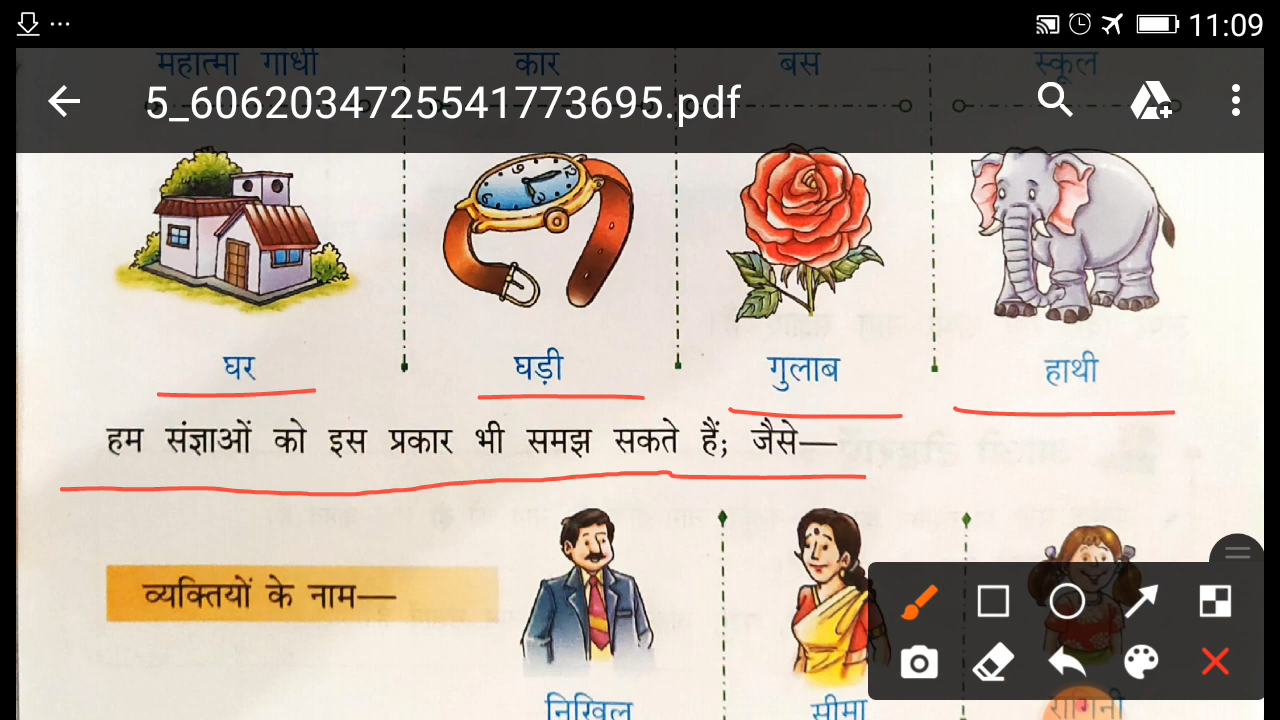 11:09
महात्मा गांधी कार बस स्कूल
5_6062034725541773695.pdf
घर घड़ी गुलाब हाथी
हम संज्ञाओं को इस प्रकार भी समझ सकते हैं; जैसे—
व्यक्तियों के नाम—
निखिल सीमा रागिनी